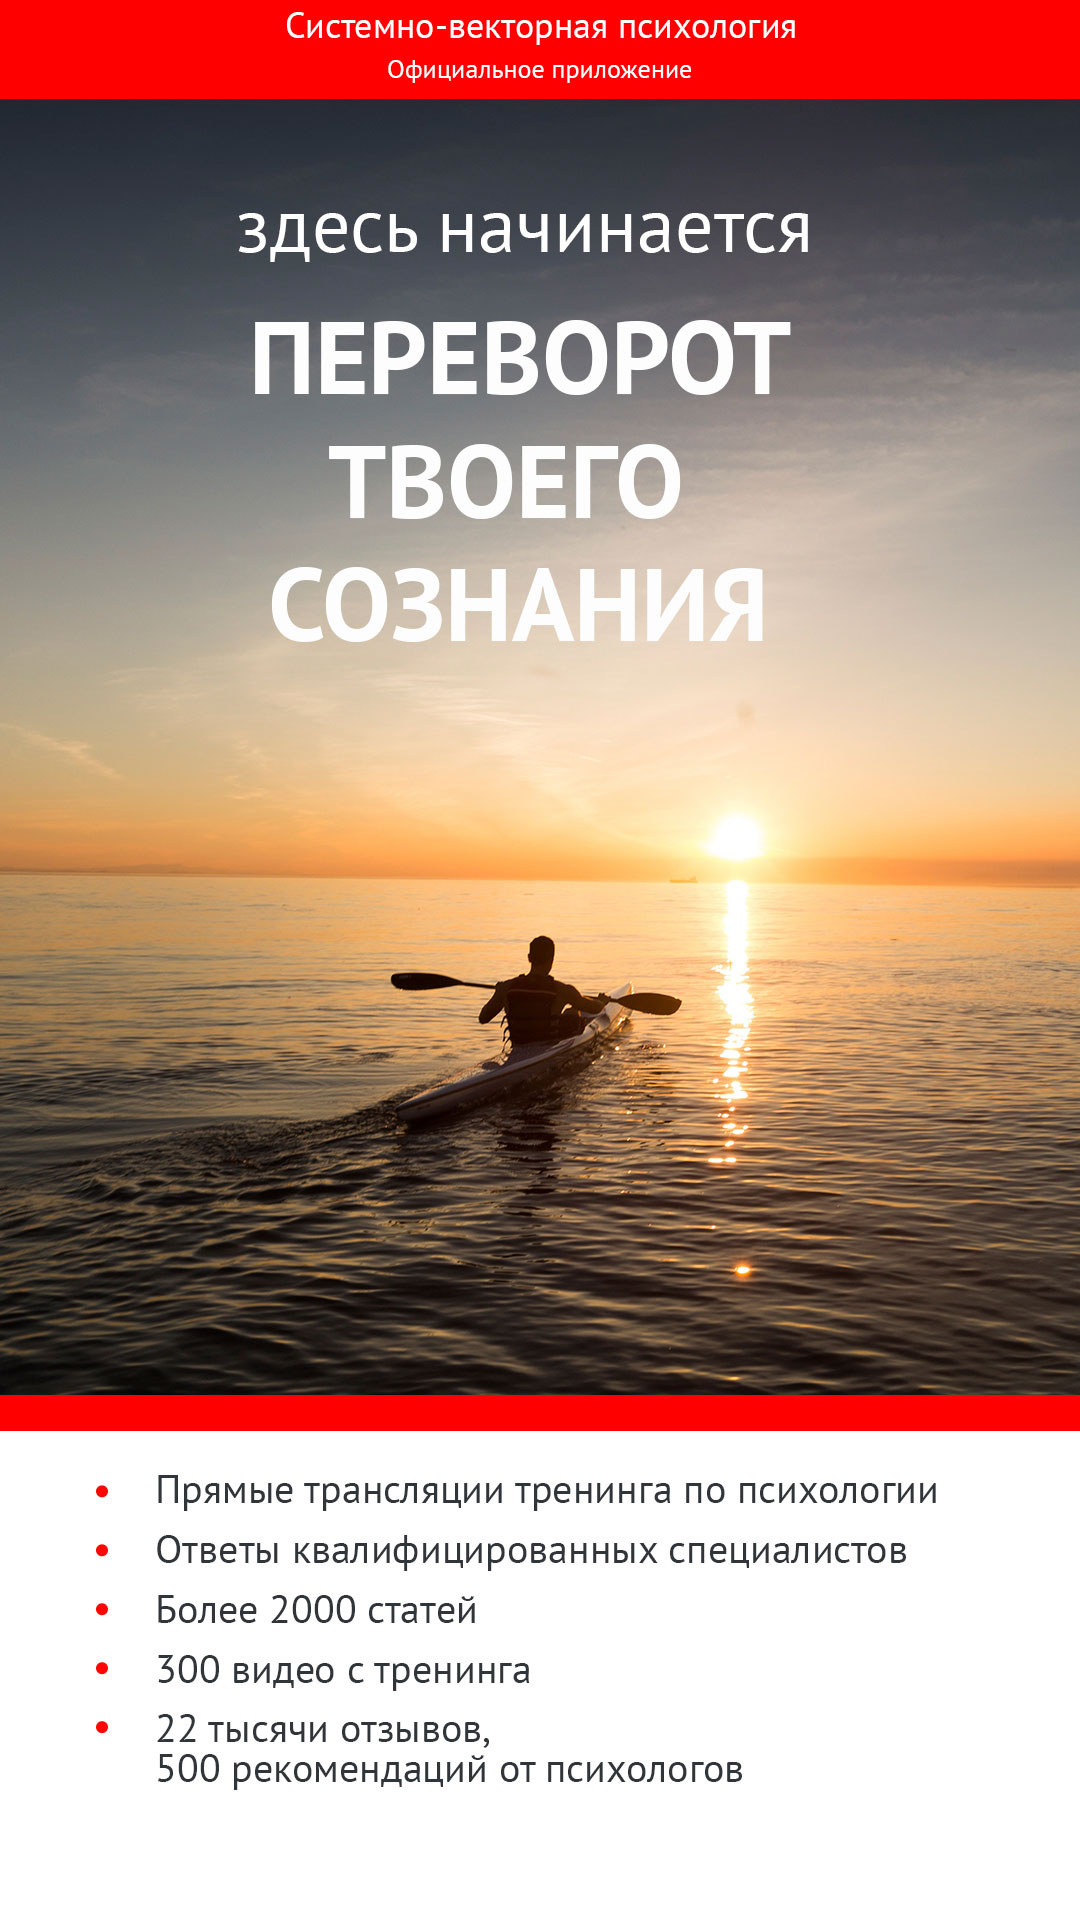 Системно-векторная психология
Официальное приложение
здесь начинается
ПЕРЕВОРОТ
ТВОЕГО
СОЗНАНИЯ
• Прямые трансляции тренинга по психологии
• Ответы квалифицированных специалистов
• Более 2000 статей
• 300 видео с тренинга
• 22 тысячи отзывов,
500 рекомендаций от психологов